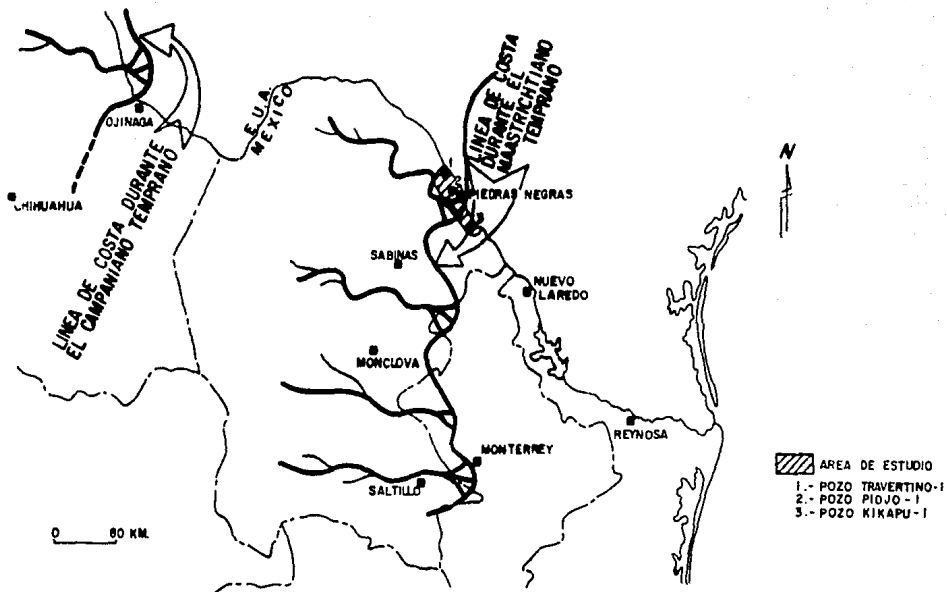 OJINAGA
CHIHUAHUA
LINEA DE COSTA DURANTE
EL CAMPANIANO TEMPRANO
E.U.A.
MEXICO
LINEA DE COSTA
DURANTE EL
MAASTRICHTIANO
TEMPRANO
PIEDRAS NEGRAS
SABINAS
NUEVO
LAREDO
MONCLOVA
MONTERREY
SALTILLO
REYNOSA
N
0 80 KM.
AREA DE ESTUDIO
1.- POZO TRAVERTINO-1
2.- POZO PIOJO-1
3.- POZO KIKAPU-1